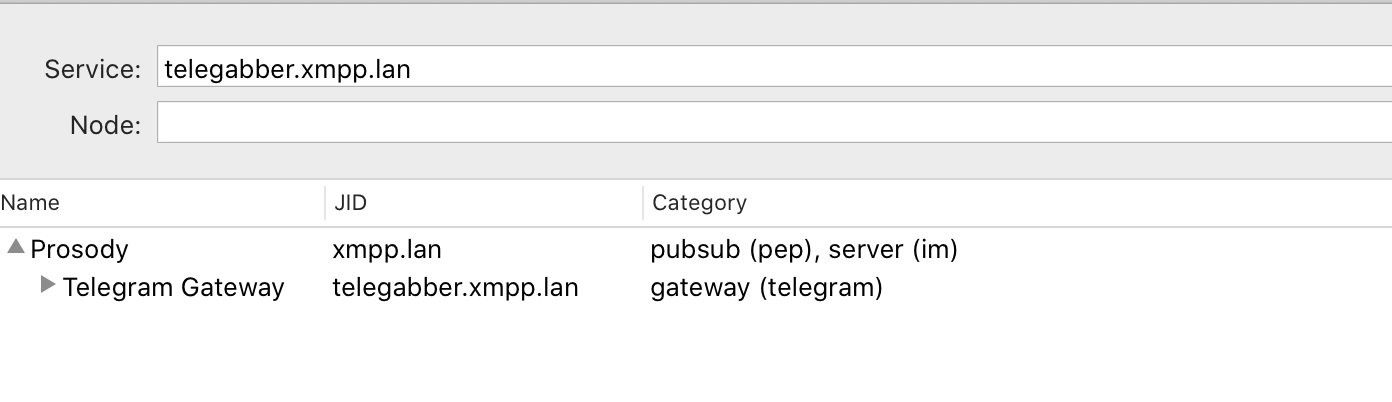 Service: telegabber.xmpp.lan
Node:
Name JID Category
Prosody xmpp.lan pubsub (pep), server (im)
Telegram Gateway telegabber.xmpp.lan gateway (telegram)